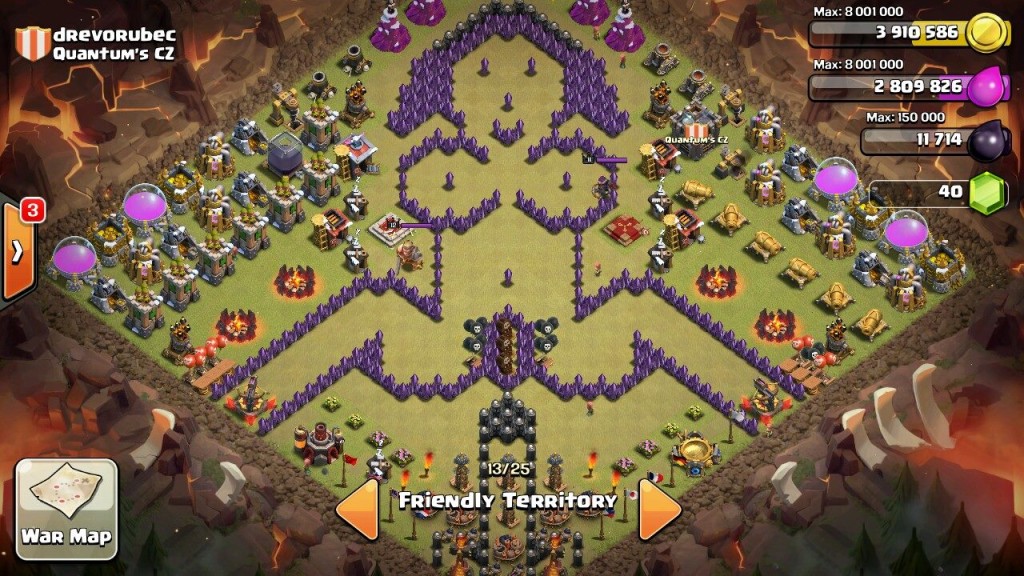 drevorubec
Quantum's CZ
Max: 8 001 000
3 910 586
Max: 8 001 000
2 809 826
Max: 150 000
11 714
40
Quantum's CZ
3
13/25
Friendly Territory
War Map